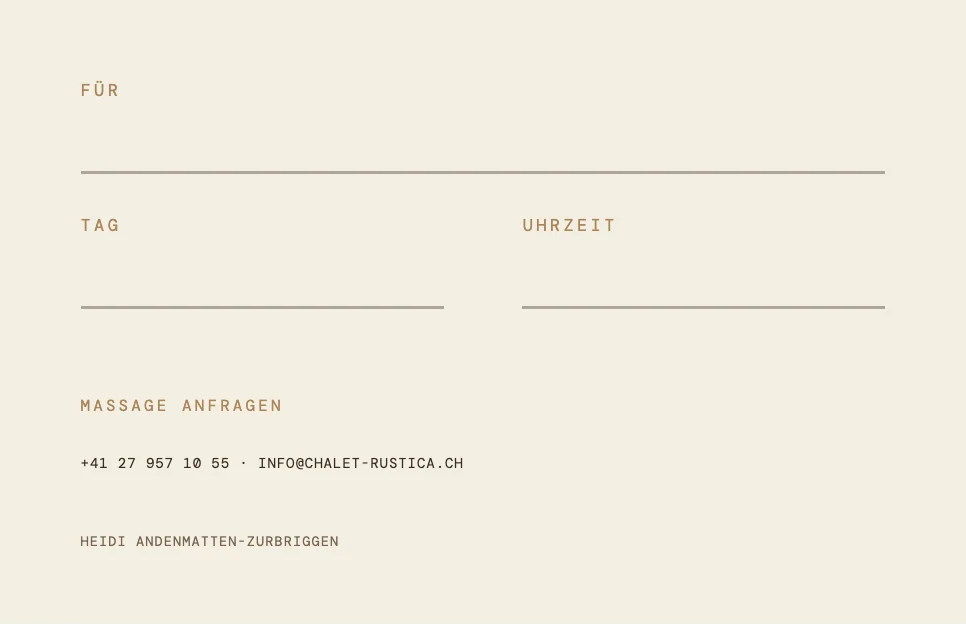 FÜR
TAG UHRZEIT
MASSAGE ANFRAGEN
+41 27 957 10 55 · INFO@CHALET-RUSTICA.CH
HEIDI ANDENMATTEN-ZURBRIGGEN